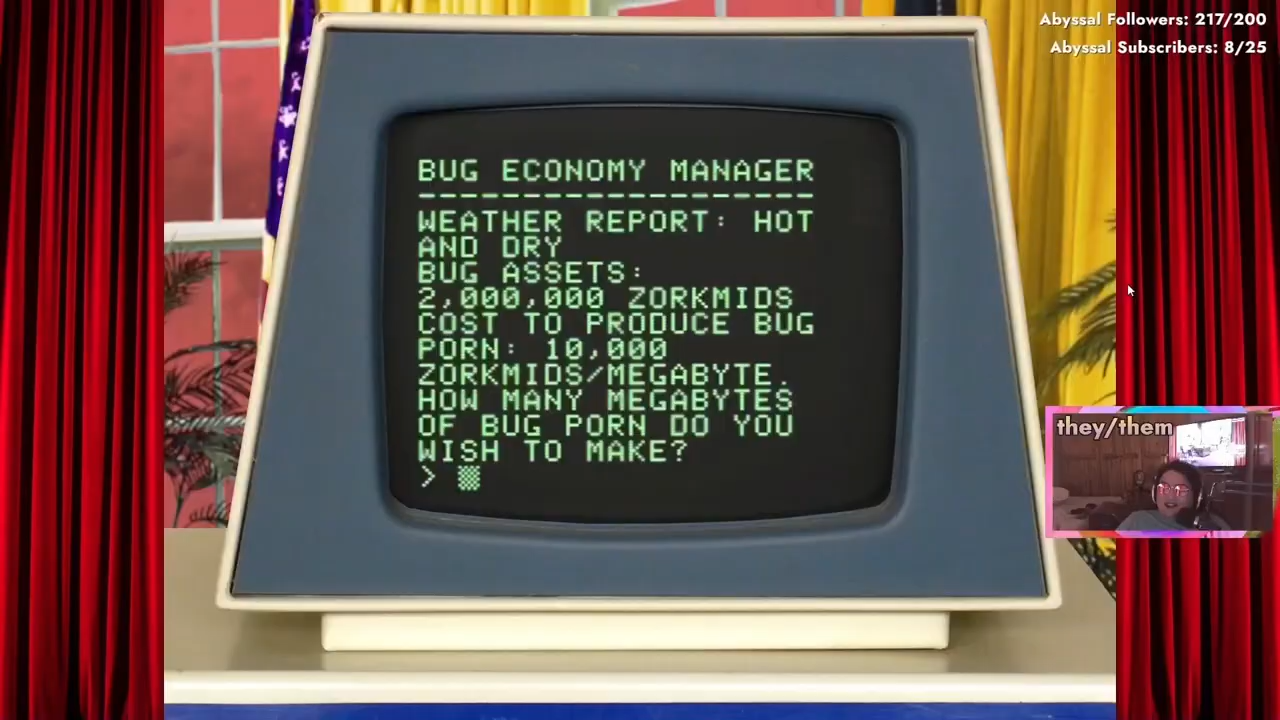 Abyssal Followers: 217/200
Abyssal Subscribers: 8/25
BUG ECONOMY MANAGER
-------------------
WEATHER REPORT: HOT
AND DRY
BUG ASSETS:
2,000,000 ZORKMIDS
COST TO PRODUCE BUG
PORN: 10,000
ZORKMIDS/MEGABYTE.
HOW MANY MEGABYTES
OF BUG PORN DO YOU
WISH TO MAKE?
>
they/them